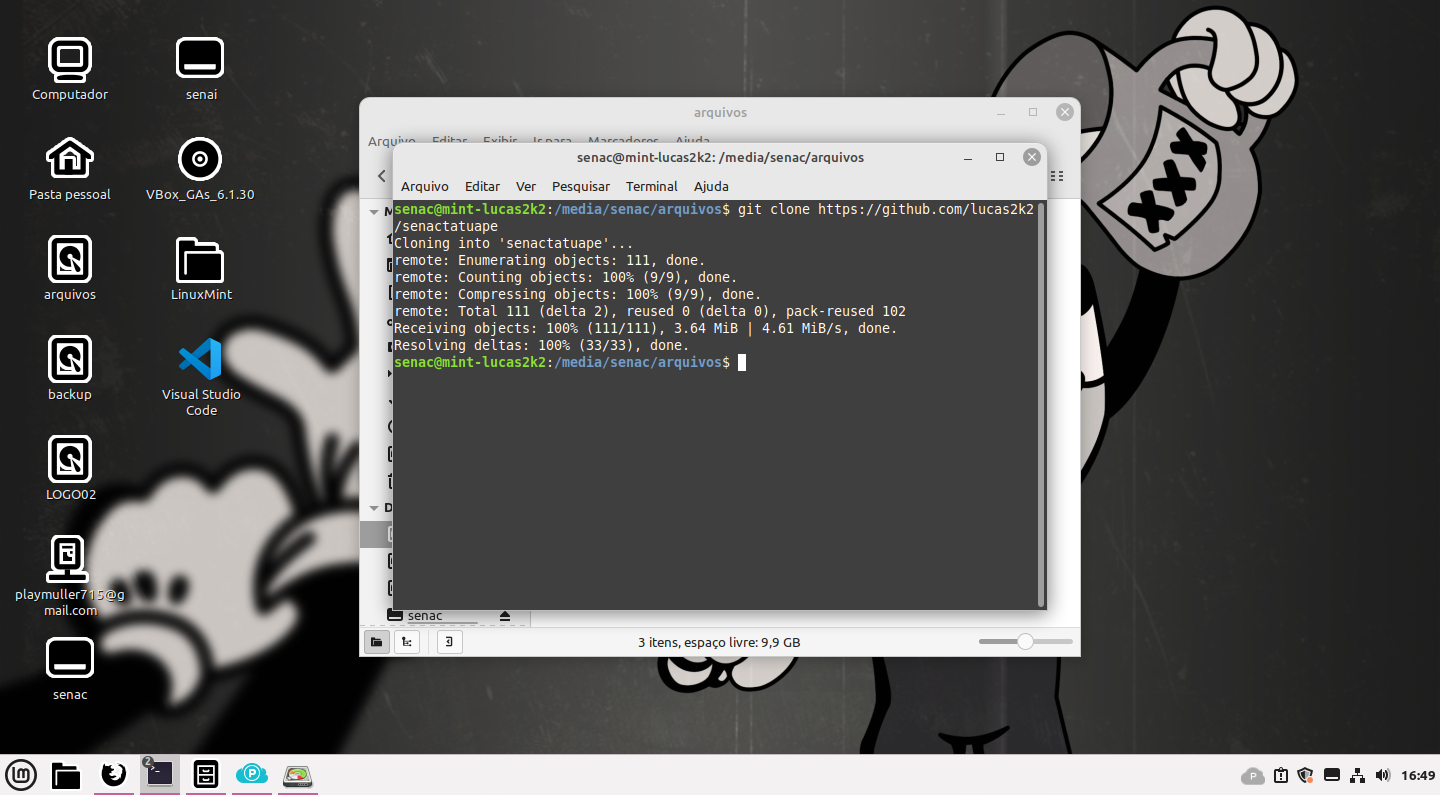 Computador
senai
Pasta pessoal
VBox_GAs_6.1.30
arquivos
LinuxMint
backup
Visual Studio
Code
LOGO02
playmuller715@g
mail.com
senac
XXX
arquivos
Arquivo Editar Exibir Ir para Marcadores Ajuda
senac@mint-lucas2k2: /media/senac/arquivos
Arquivo Editar Ver Pesquisar Terminal Ajuda
senac@mint-lucas2k2:/media/senac/arquivos$ git clone https://github.com/lucas2k2
/senactatuape
Cloning into 'senactatuape'...
remote: Enumerating objects: 111, done.
remote: Counting objects: 100% (9/9), done.
remote: Compressing objects: 100% (9/9), done.
remote: Total 111 (delta 2), reused 0 (delta 0), pack-reused 102
Receiving objects: 100% (111/111), 3.64 MiB | 4.61 MiB/s, done.
Resolving deltas: 100% (33/33), done.
senac@mint-lucas2k2:/media/senac/arquivos$
senac
3 itens, espaço livre: 9,9 GB
2
16:49